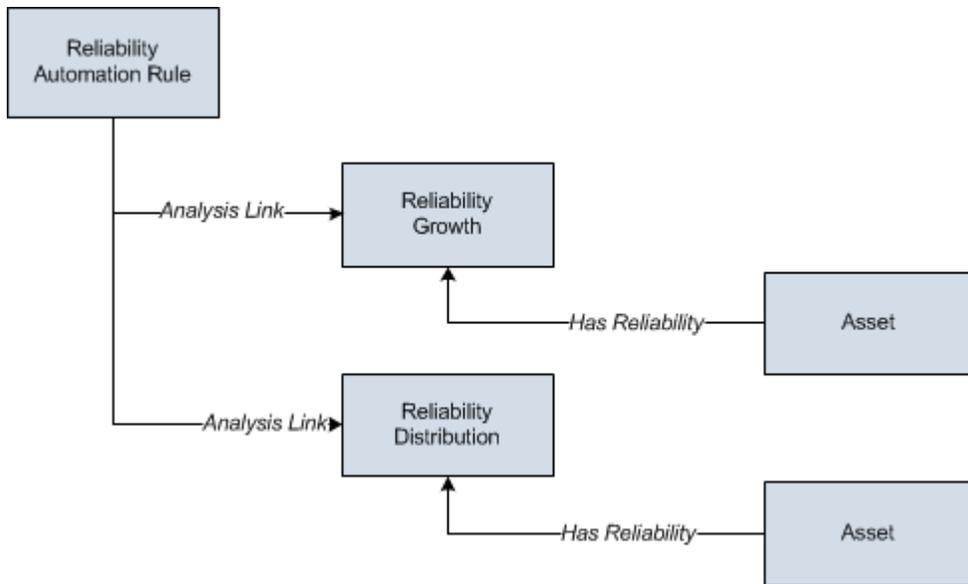 Reliability
Automation Rule
Analysis Link
Reliability
Growth
Has Reliability
Asset
Analysis Link
Reliability
Distribution
Has Reliability
Asset